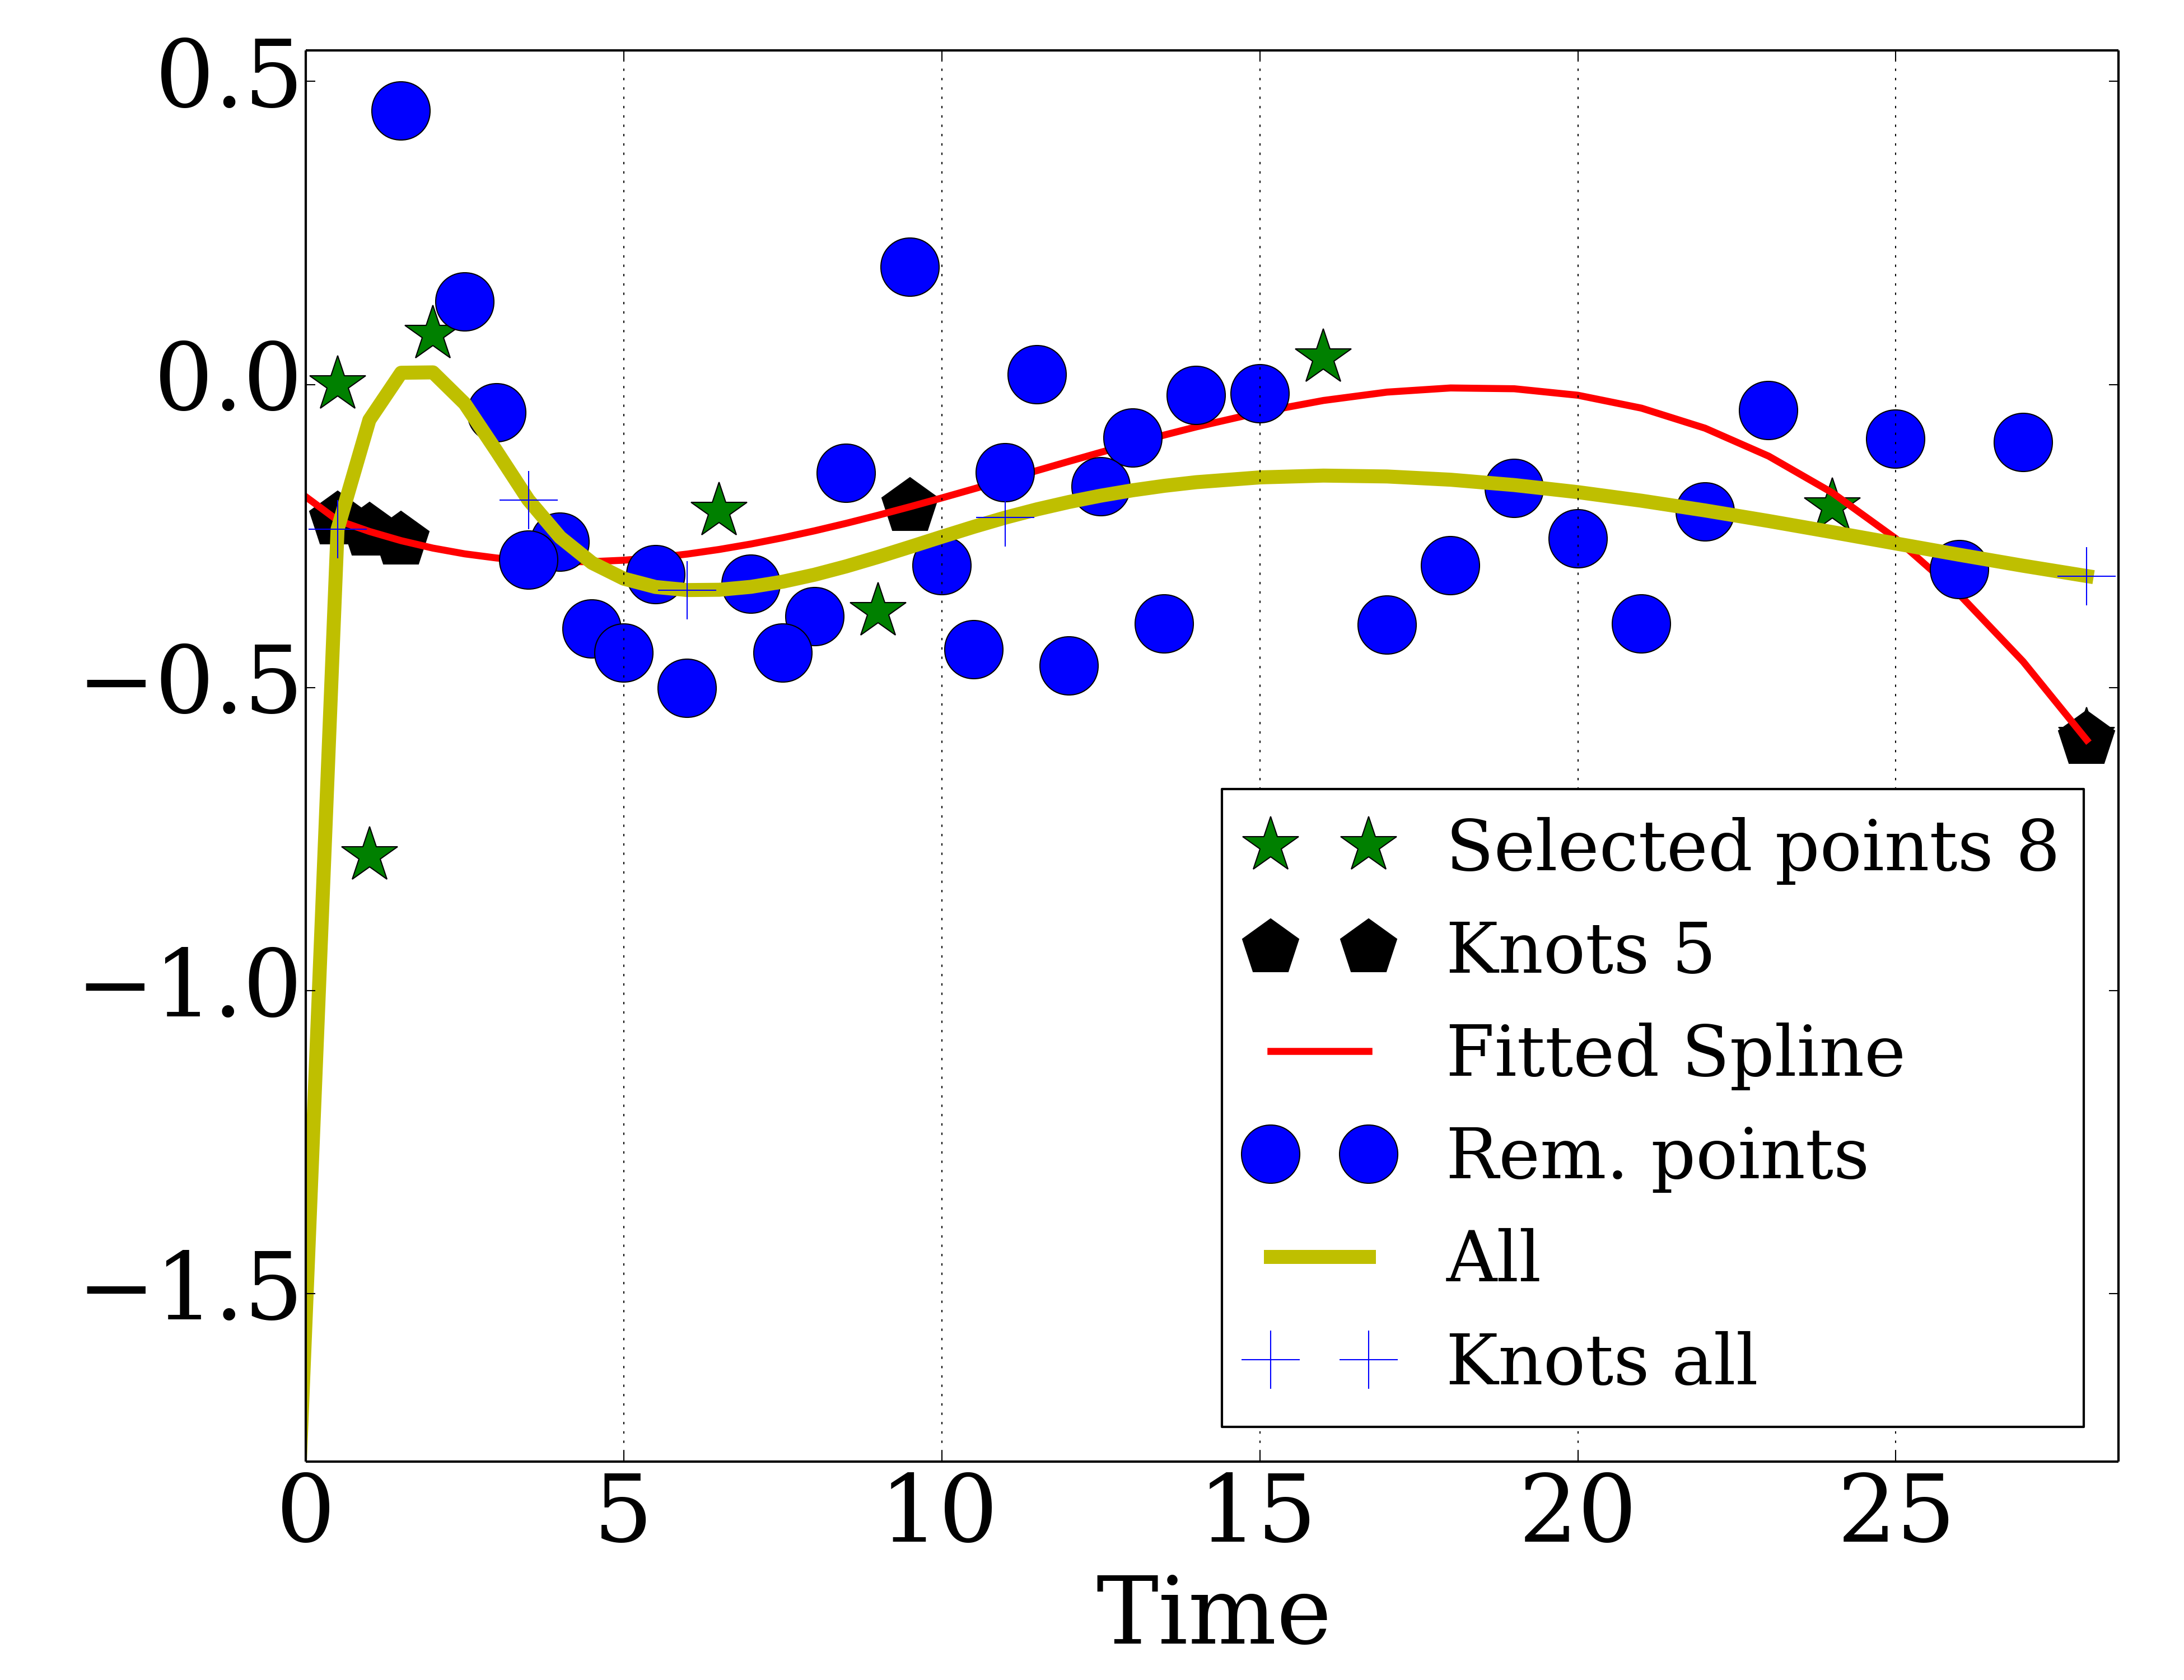 0.5
0.0
−0.5
−1.0
−1.5
Selected points 8
Knots 5
Fitted Spline
Rem. points
All
Knots all
0 5 10 15 20 25
Time